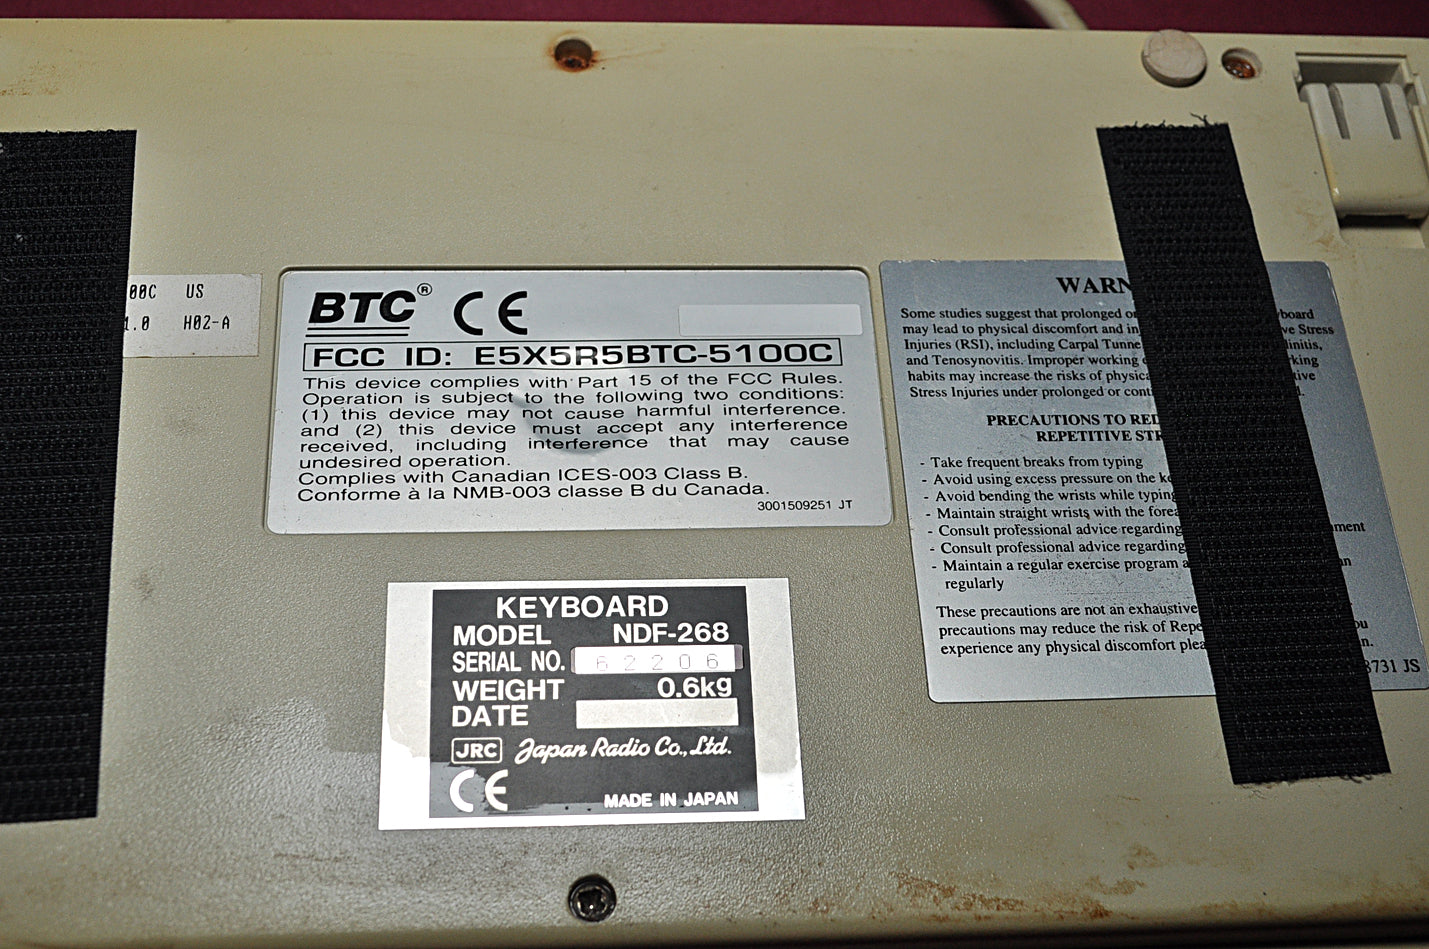 00C US
1.0 H02-A
BTC® CE
FCC ID: E5X5R5BTC-5100C
This device complies with Part 15 of the FCC Rules.
Operation is subject to the following two conditions:
(1) this device may not cause harmful interference.
and (2) this device must accept any interference
received, including interference that may cause
undesired operation.
Complies with Canadian ICES-003 Class B.
Conforme à la NMB-003 classe B du Canada.
3001509251 JT
KEYBOARD
MODEL NDF-268
SERIAL NO. 62206
WEIGHT 0.6kg
DATE
JRC Japan Radio Co., Ltd.
CE
MADE IN JAPAN
WARN
Some studies suggest that prolonged
may lead to physical discomfort and ve Stress
Injuries (RSI), including Carpal Tunne
and Tenosynovitis. Improper working
habits may increase the risks of
Stress Injuries under prolonged or
PRECAUTIONS TO
REPETITIVE
- Take frequent breaks from typing
- Avoid using excess pressure on the
- Avoid bending the wrists while typing
- Maintain straight wrists with the
- Consult professional advice regarding
- Consult professional advice regarding
- Maintain a regular exercise program
regularly
These precautions are not an exhaustive
precautions may reduce the risk of
experience any physical discomfort
8731 JS